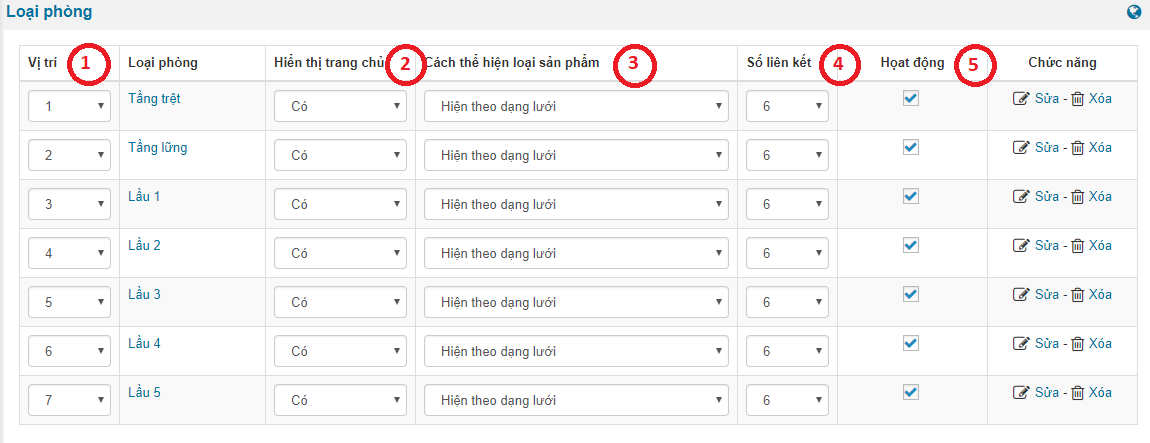 Loại phòng
Vị trí 1 Loại phòng Hiển thị trang chủ 2 Cách thể hiện loại sản phẩm 3 Số liên kết 4 Họat động 5 Chức năng
1 Tầng trệt Có Hiện theo dạng lưới 6 Sửa - Xóa
2 Tầng lững Có Hiện theo dạng lưới 6 Sửa - Xóa
3 Lầu 1 Có Hiện theo dạng lưới 6 Sửa - Xóa
4 Lầu 2 Có Hiện theo dạng lưới 6 Sửa - Xóa
5 Lầu 3 Có Hiện theo dạng lưới 6 Sửa - Xóa
6 Lầu 4 Có Hiện theo dạng lưới 6 Sửa - Xóa
7 Lầu 5 Có Hiện theo dạng lưới 6 Sửa - Xóa